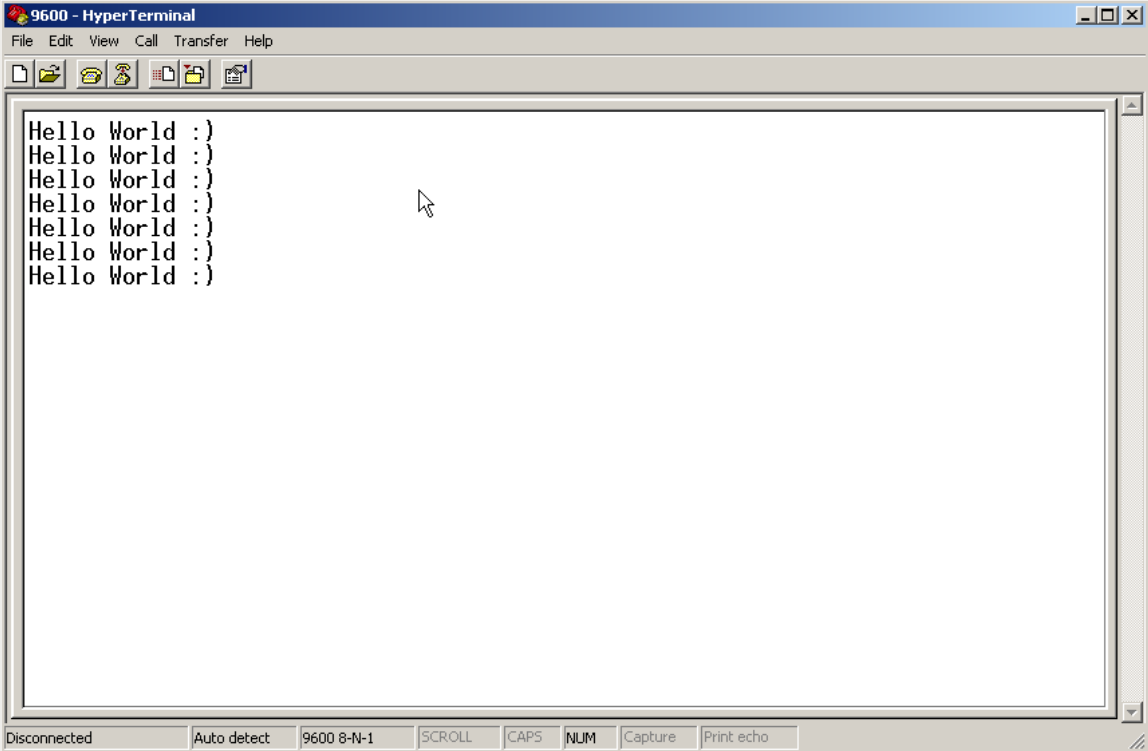 9600 - HyperTerminal
File Edit View Call Transfer Help
Hello World :)
Hello World :)
Hello World :)
Hello World :)
Hello World :)
Hello World :)
Hello World :)
Disconnected Auto detect 9600 8-N-1 SCROLL CAPS NUM Capture Print echo